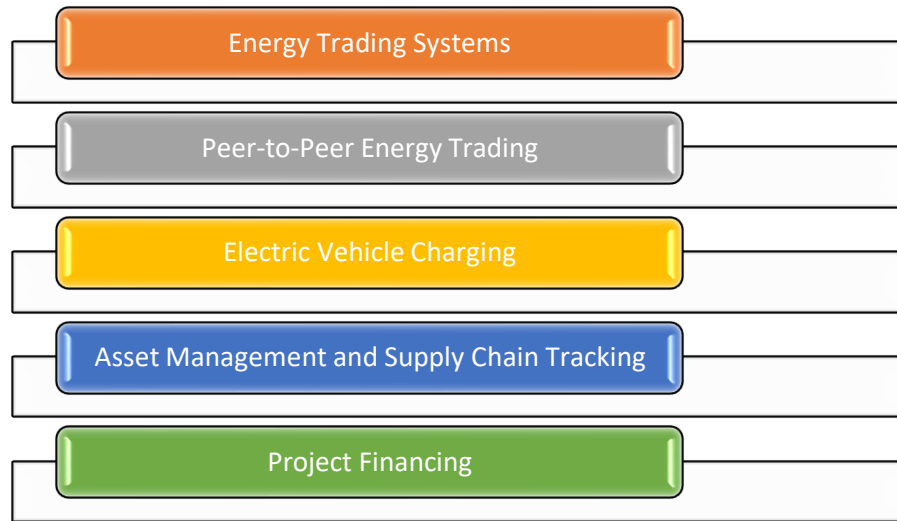 Energy Trading Systems
Peer-to-Peer Energy Trading
Electric Vehicle Charging
Asset Management and Supply Chain Tracking
Project Financing